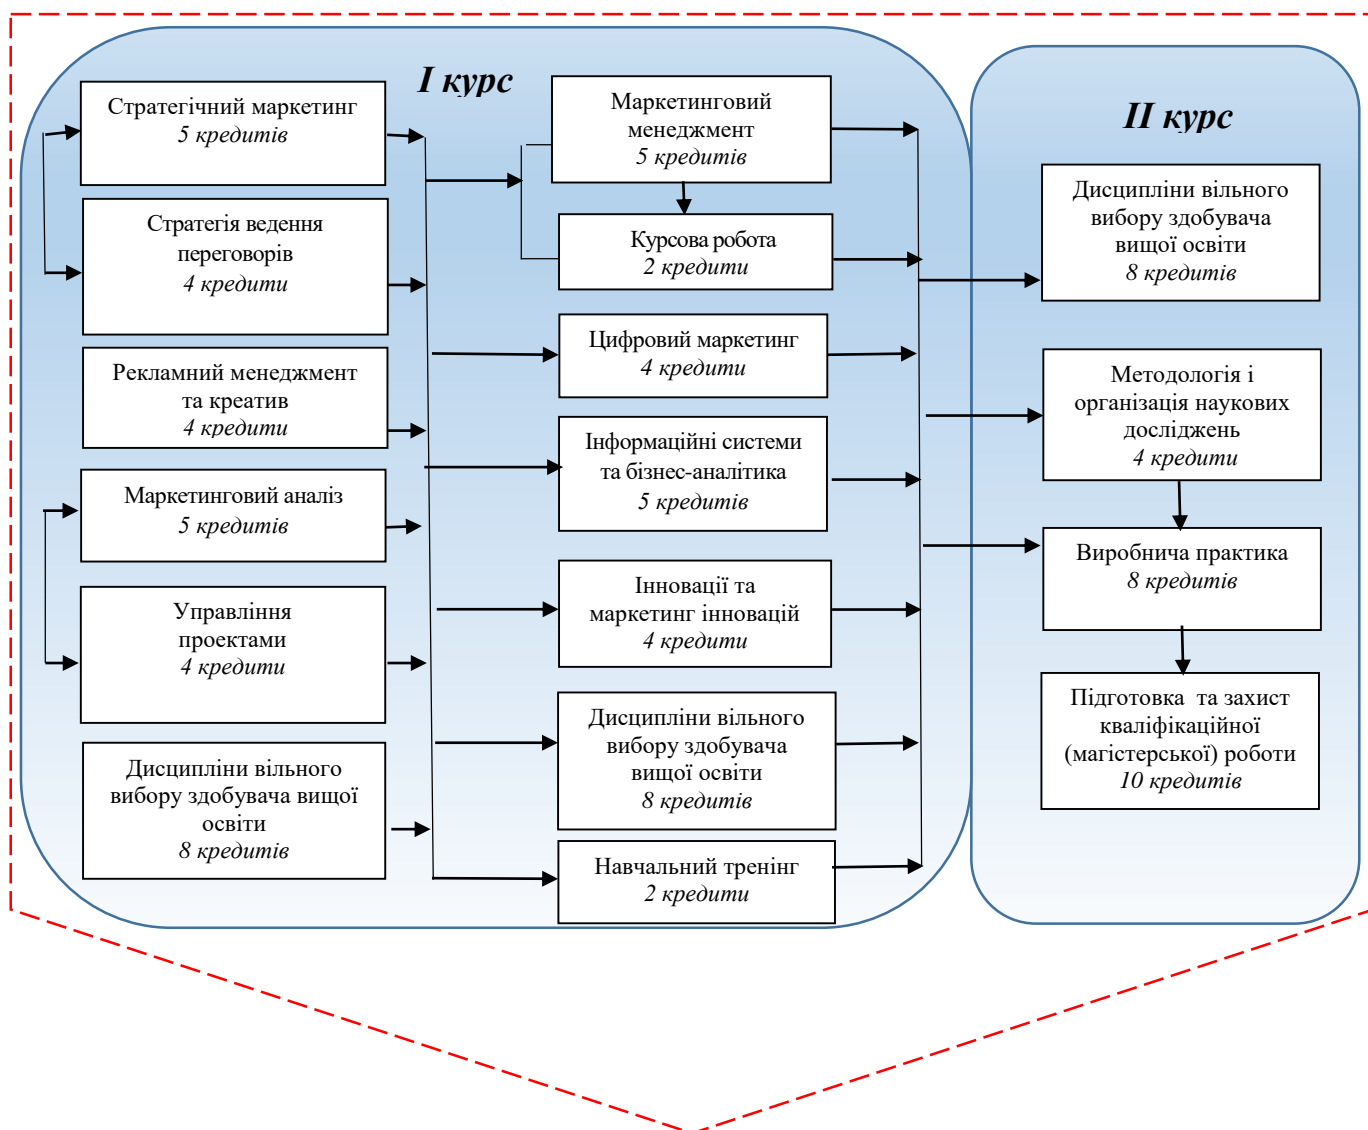 I курс
Стратегічний маркетинг
5 кредитів
Стратегія ведення
переговорів
4 кредити
Рекламний менеджмент
та креатив
4 кредити
Маркетинговий аналіз
5 кредитів
Управління
проектами
4 кредити
Дисципліни вільного
вибору здобувача вищої
освіти
8 кредитів
Маркетинговий
менеджмент
5 кредитів
Курсова робота
2 кредити
Цифровий маркетинг
4 кредити
Інформаційні системи
та бізнес-аналітика
5 кредитів
Інновації та
маркетинг інновацій
4 кредити
Дисципліни вільного
вибору здобувача
вищої освіти
8 кредитів
Навчальний тренінг
2 кредити
II курс
Дисципліни вільного
вибору здобувача
вищої освіти
8 кредитів
Методологія і
організація наукових
досліджень
4 кредити
Виробнича практика
8 кредитів
Підготовка та захист
кваліфікаційної
(магістерської) роботи
10 кредитів